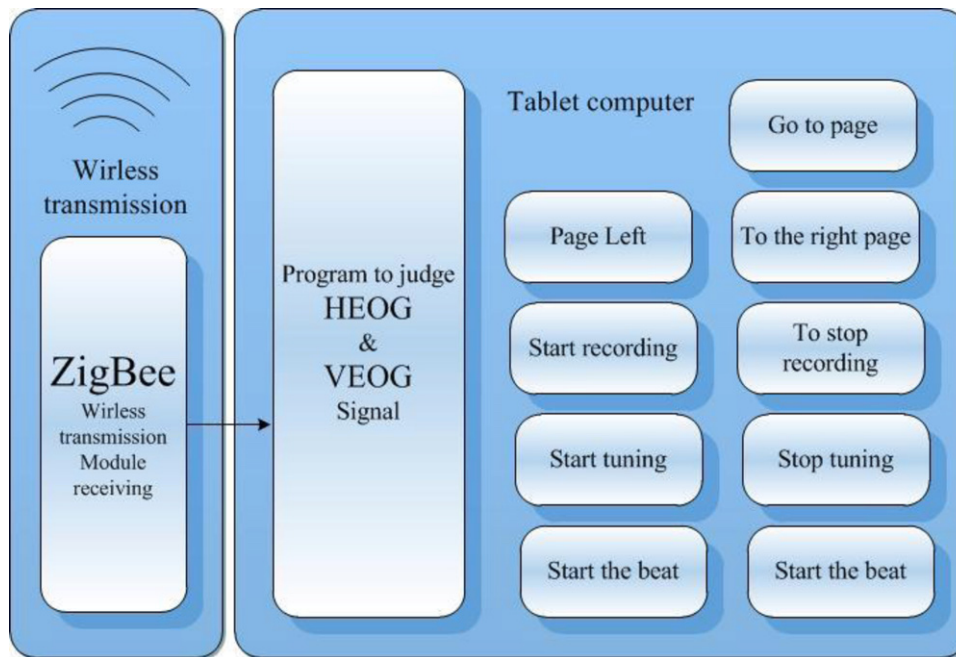 Wirless
transmission
ZigBee
Wirless
transmission
Module
receiving
Program to judge
HEOG
&
VEOG
Signal
Tablet computer
Go to page
Page Left
To the right page
Start recording
To stop
recording
Start tuning
Stop tuning
Start the beat
Start the beat